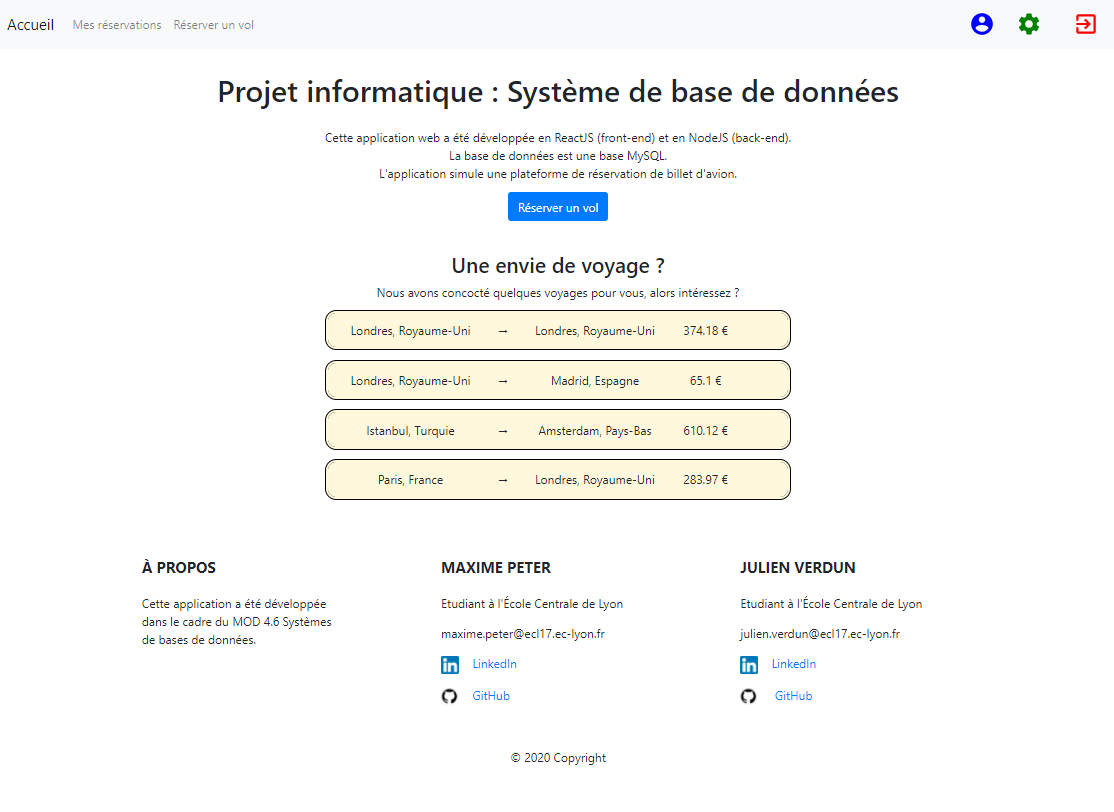 Accueil Mes réservations Réserver un vol
Projet informatique : Système de base de données
Cette application web a été développée en ReactJS (front-end) et en NodeJS (back-end).
La base de données est une base MySQL.
L'application simule une plateforme de réservation de billet d'avion.
Réserver un vol
Une envie de voyage ?
Nous avons concocté quelques voyages pour vous, alors intéressez ?
Londres, Royaume-Uni → Londres, Royaume-Uni 374.18 €
Londres, Royaume-Uni → Madrid, Espagne 65.1 €
Istanbul, Turquie → Amsterdam, Pays-Bas 610.12 €
Paris, France → Londres, Royaume-Uni 283.97 €
À PROPOS
Cette application a été développée
dans le cadre du MOD 4.6 Systèmes
de bases de données.
MAXIME PETER
Etudiant à l'École Centrale de Lyon
maxime.peter@ecl17.ec-lyon.fr
LinkedIn
GitHub
JULIEN VERDUN
Etudiant à l'École Centrale de Lyon
julien.verdun@ecl17.ec-lyon.fr
LinkedIn
GitHub
© 2020 Copyright